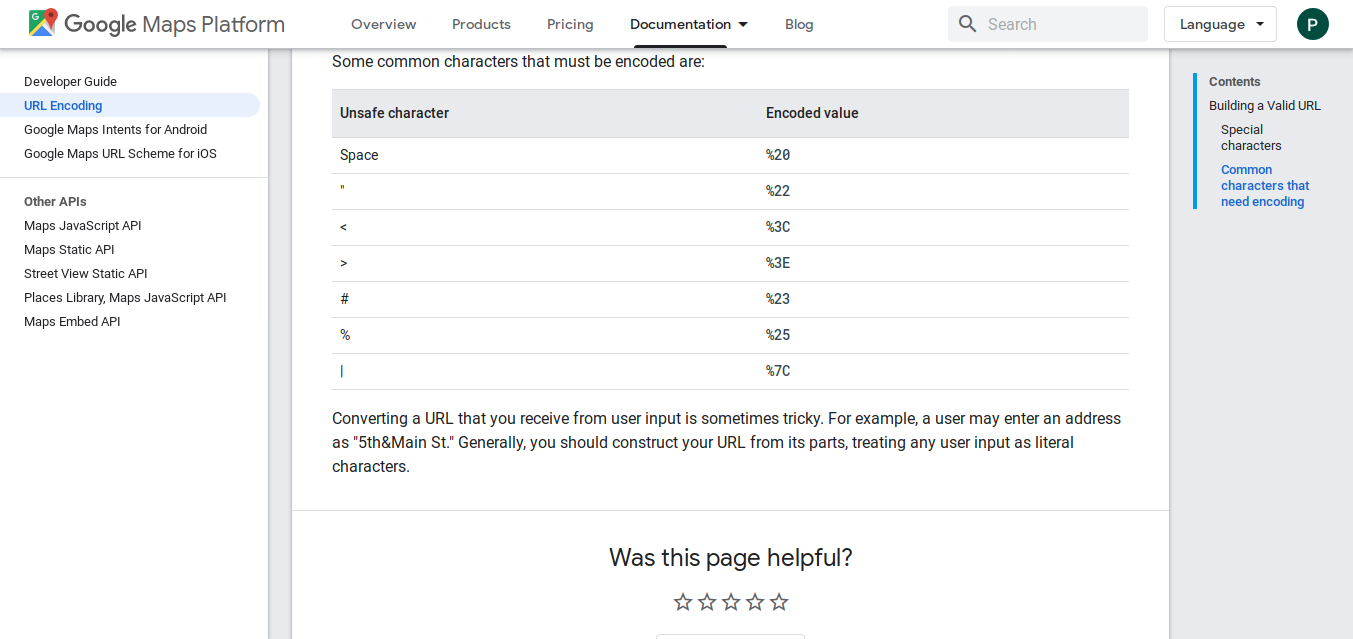 Google Maps Platform
Overview
Products
Pricing
Documentation
Blog
Search
Language
P
Developer Guide
URL Encoding
Google Maps Intents for Android
Google Maps URL Scheme for iOS
Other APIs
Maps JavaScript API
Maps Static API
Street View Static API
Places Library, Maps JavaScript API
Maps Embed API
Some common characters that must be encoded are:
Unsafe character Encoded value
Space %20
" %22
< %3C
> %3E
# %23
% %25
| %7C
Converting a URL that you receive from user input is sometimes tricky. For example, a user may enter an address
as "5th&Main St." Generally, you should construct your URL from its parts, treating any user input as literal
characters.
Was this page helpful?
Contents
Building a Valid URL
Special
characters
Common
characters that
need encoding